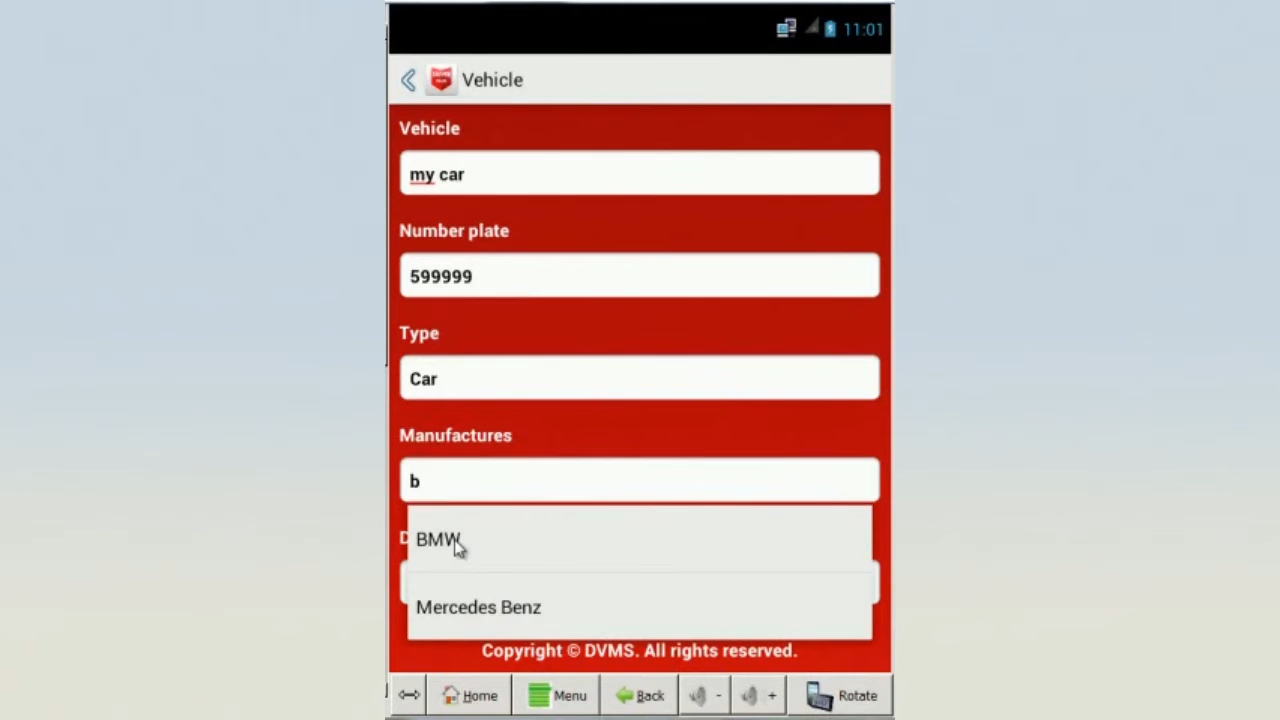 11:01
Vehicle
Vehicle
my car
Number plate
599999
Type
Car
Manufactures
b
D
BMW
Mercedes Benz
Copyright © DVMS. All rights reserved.
Home Menu Back - + Rotate